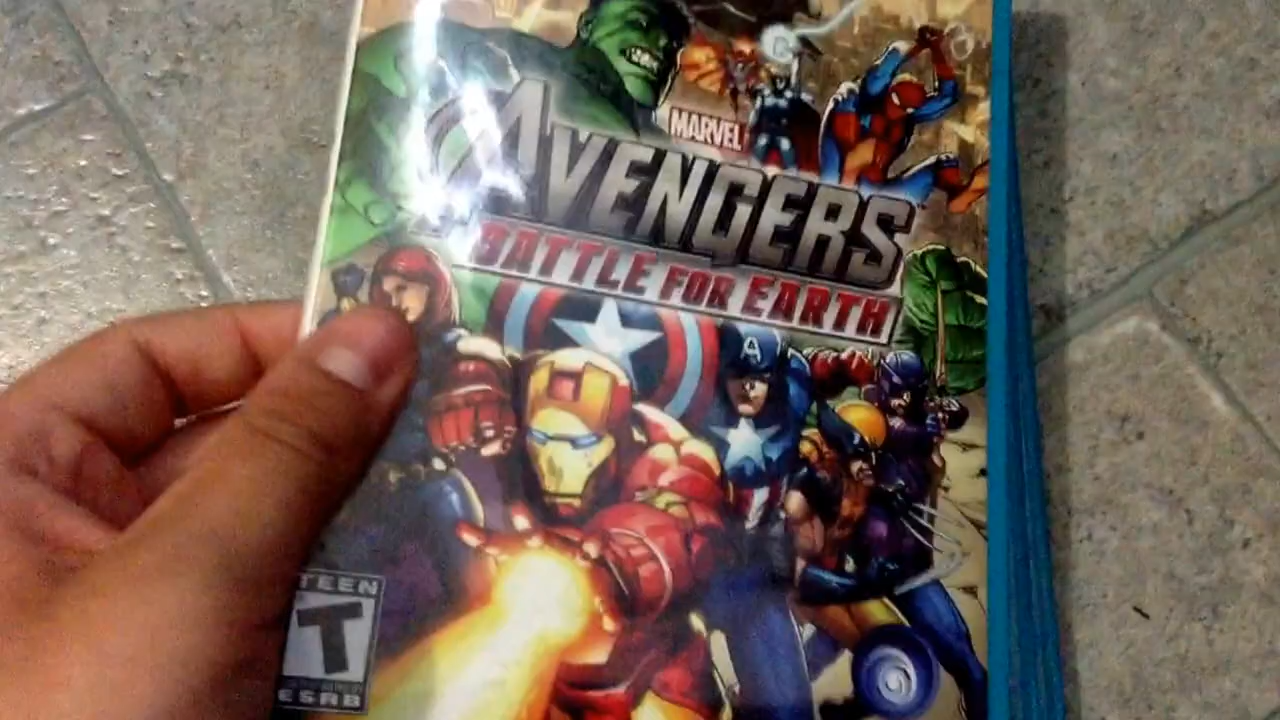 MARVEL
AVENGERS
BATTLE FOR EARTH
A
TEEN
T
ESRB